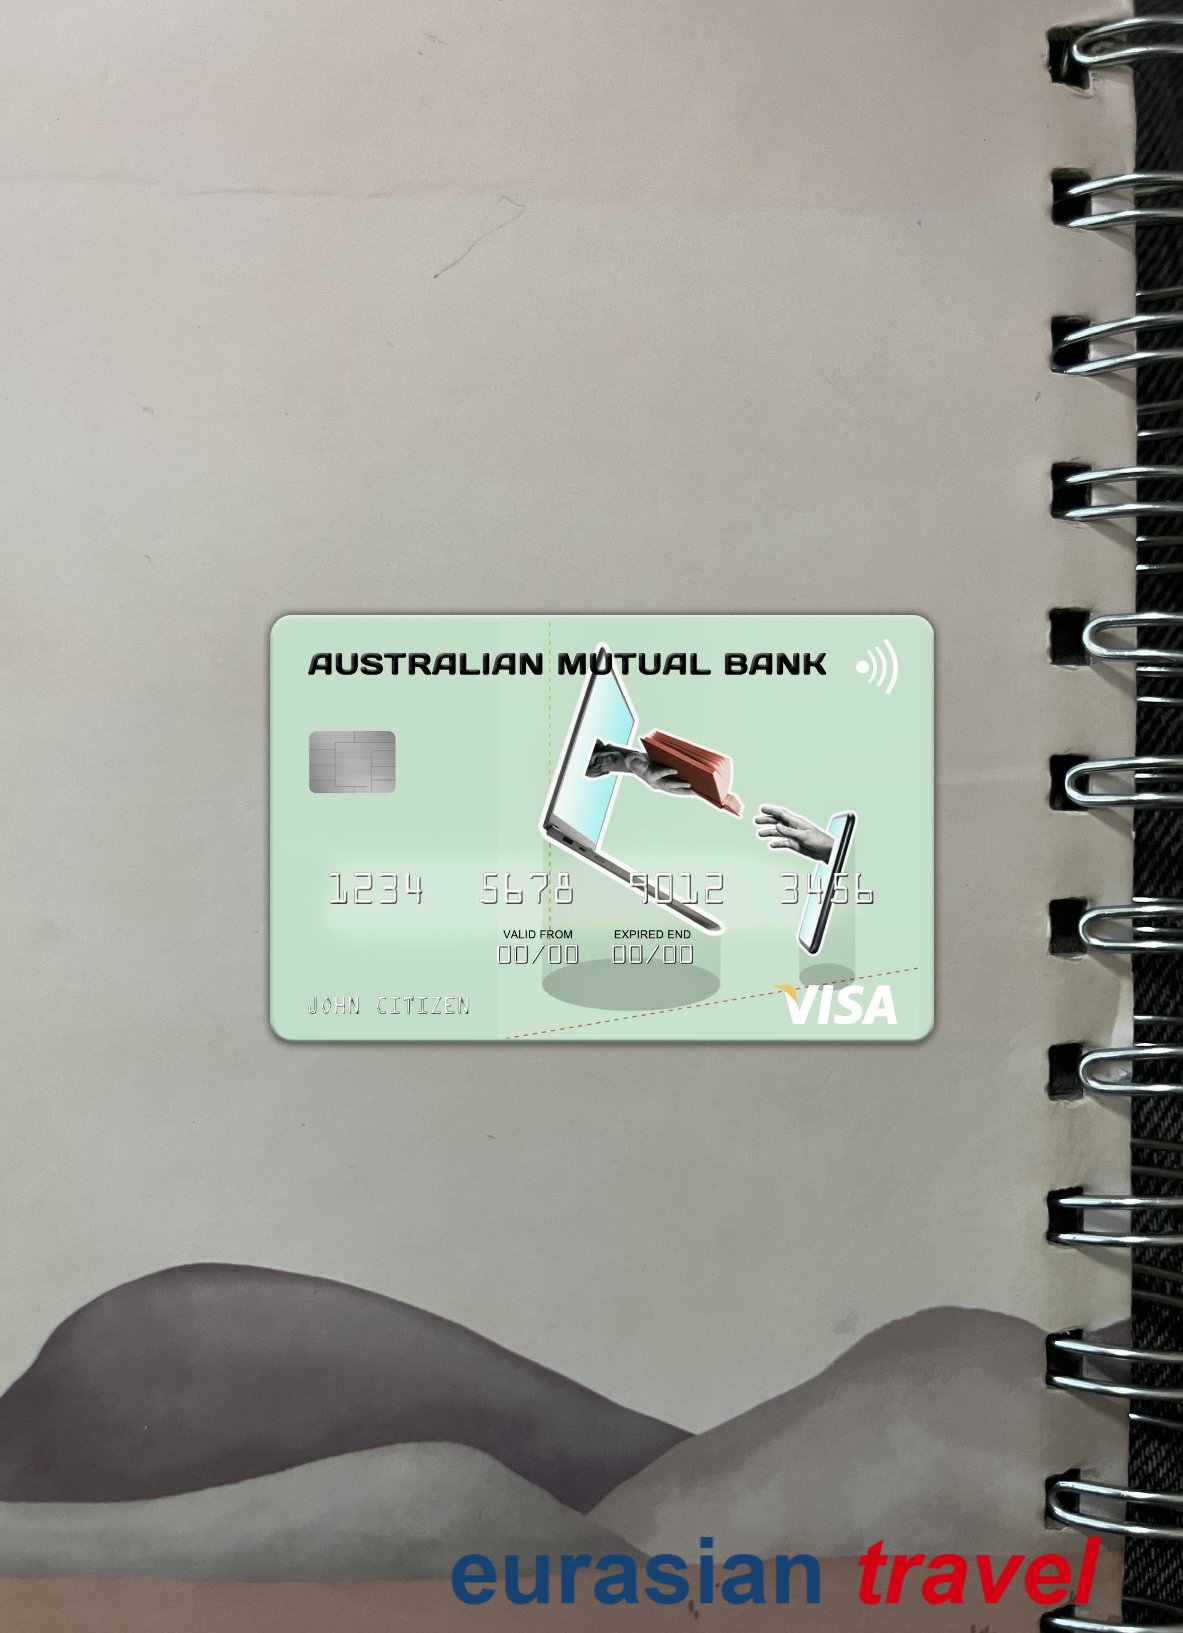 AUSTRALIAN MUTUAL BANK
1234 5678 9012 3456
VALID FROM EXPIRED END
00/00 00/00
JOHN CITIZEN
VISA
eurasian travel